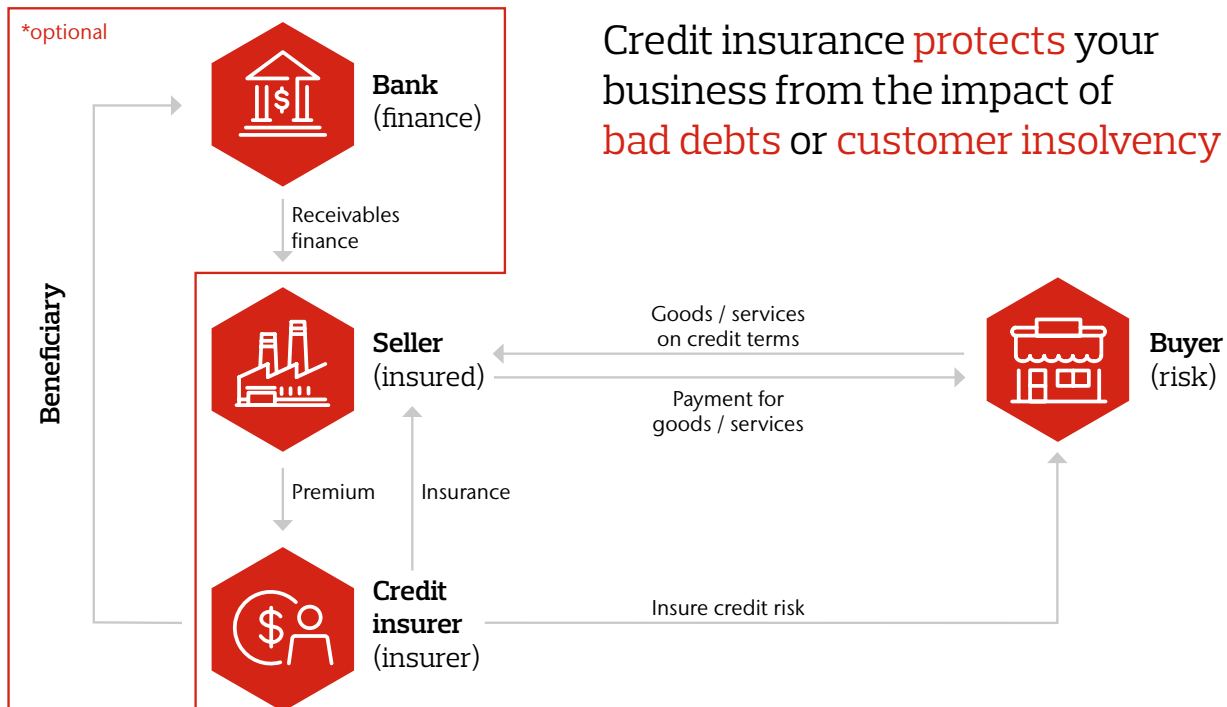 *optional
Credit insurance protects your
business from the impact of
bad debts or customer insolvency
Bank
(finance)
Receivables
finance
Beneficiary
Seller
(insured)
Goods / services
on credit terms
Payment for
goods / services
Buyer
(risk)
Premium
Insurance
Credit
insurer
(insurer)
Insure credit risk
$
$